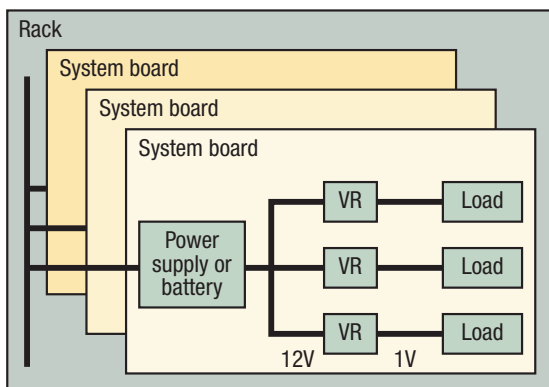 Rack
System board
System board
System board
VR
Load
Power
supply or
battery
VR
Load
VR
Load
12V
1V